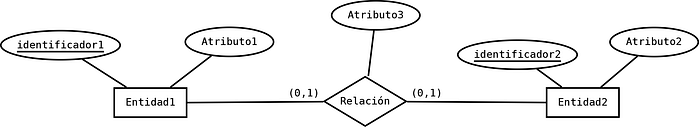 Atributo3
identificador1
Atributo1
identificador2
Atributo2
(0,1)
(0,1)
Entidad1
Relación
Entidad2